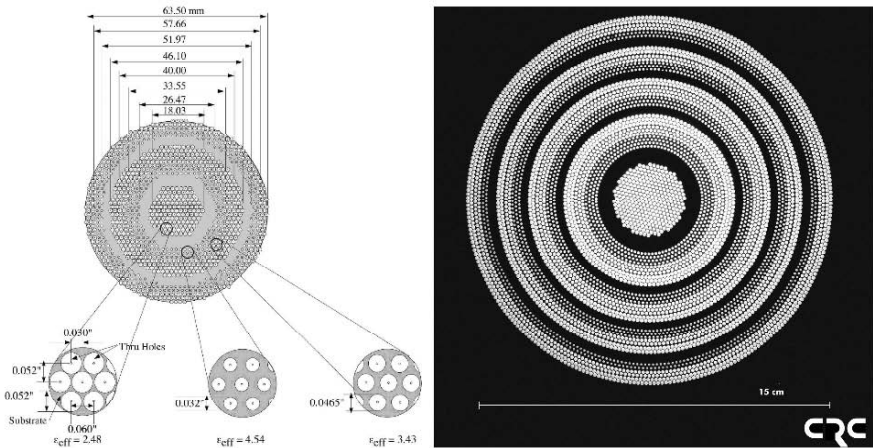 63.50 mm
57.66
51.97
46.10
40.00
33.55
26.47
18.03
0.030"
Thru Holes
0.052"
0.052"
Substrate
0.060"
εeff = 2.48
0.032"
εeff = 4.54
0.0465"
εeff = 3.43
15 cm
CRC